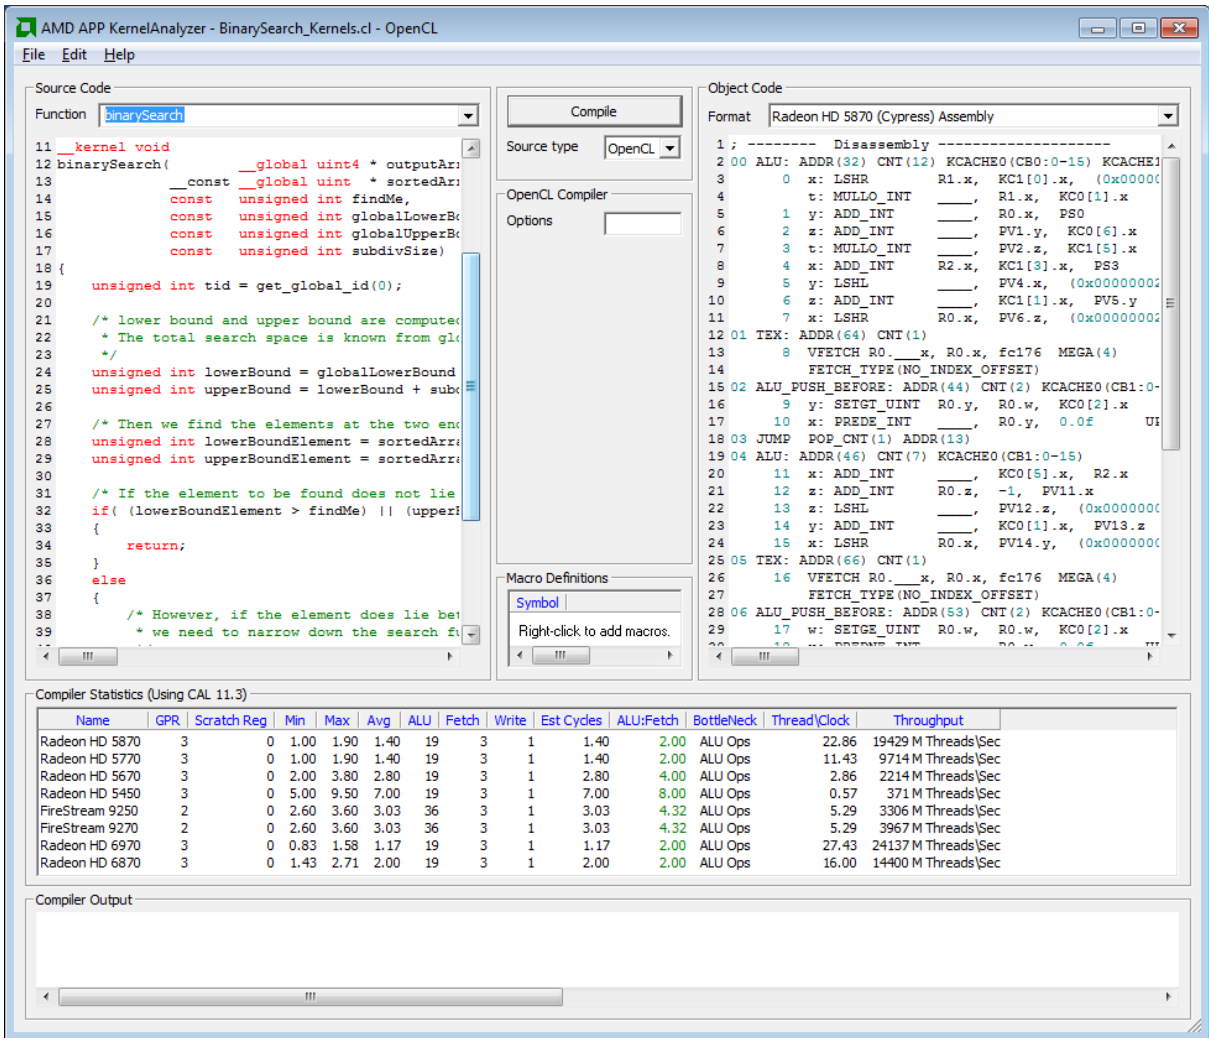 AMD APP KernelAnalyzer - BinarySearch_Kernels.cl - OpenCL
File Edit Help
Source Code
Function binarySearch
11 __kernel void
12 binarySearch( __global uint4 * outputAr
13 __const __global uint * sortedAr
14 const unsigned int findMe,
15 const unsigned int globalLowerBo
16 const unsigned int globalUpperBo
17 const unsigned int subdivSize)
18 {
19 unsigned int tid = get_global_id(0);
20
21 /* lower bound and upper bound are computed
22 * The total search space is known from glo
23 */
24 unsigned int lowerBound = globalLowerBound
25 unsigned int upperBound = lowerBound + subd
26
27 /* Then we find the elements at the two end
28 unsigned int lowerBoundElement = sortedArra
29 unsigned int upperBoundElement = sortedArra
30
31 /* If the element to be found does not lie
32 if( (lowerBoundElement > findMe) || (upperB
33 {
34 return;
35 }
36 else
37 {
38 /* However, if the element does lie bet
39 * we need to narrow down the search fu
Compile
Source type OpenCL
OpenCL Compiler
Options
Macro Definitions
Symbol
Right-click to add macros.
Object Code
Format Radeon HD 5870 (Cypress) Assembly
1 ; -------- Disassembly --------------------
2 00 ALU: ADDR(32) CNT(12) KCACHE0(CB0:0-15) KCACHE1
3 0 x: LSHR R1.x, KC1[0].x, (0x00000
4 t: MULLO_INT ____, R1.x, KC0[1].x
5 1 y: ADD_INT ____, R0.x, PS0
6 2 z: ADD_INT ____, PV1.y, KC0[6].x
7 3 t: MULLO_INT ____, PV2.z, KC1[5].x
8 4 x: ADD_INT R2.x, KC1[3].x, PS3
9 5 y: LSHL ____, PV4.x, (0x00000002
10 6 z: ADD_INT ____, KC1[1].x, PV5.y
11 7 x: LSHR R0.x, PV6.z, (0x00000002
12 01 TEX: ADDR(64) CNT(1)
13 8 VFETCH R0.___x, R0.x, fc176 MEGA(4)
14 FETCH_TYPE(NO_INDEX_OFFSET)
15 02 ALU_PUSH_BEFORE: ADDR(44) CNT(2) KCACHE0(CB1:0-
16 9 y: SETGT_UINT R0.y, R0.w, KC0[2].x
17 10 x: PREDE_INT ____, R0.y, 0.0f UP
18 03 JUMP POP_CNT(1) ADDR(13)
19 04 ALU: ADDR(46) CNT(7) KCACHE0(CB1:0-15)
20 11 x: ADD_INT ____, KC0[5].x, R2.x
21 12 z: ADD_INT R0.z, -1, PV11.x
22 13 z: LSHL ____, PV12.z, (0x0000000
23 14 y: ADD_INT ____, KC0[1].x, PV13.z
24 15 x: LSHR R0.x, PV14.y, (0x0000000
25 05 TEX: ADDR(66) CNT(1)
26 16 VFETCH R0.___x, R0.x, fc176 MEGA(4)
27 FETCH_TYPE(NO_INDEX_OFFSET)
28 06 ALU_PUSH_BEFORE: ADDR(53) CNT(2) KCACHE0(CB1:0-
29 17 w: SETGE_UINT R0.w, R0.w, KC0[2].x
Compiler Statistics (Using CAL 11.3)
Name GPR Scratch Reg Min Max Avg ALU Fetch Write Est Cycles ALU:Fetch BottleNeck Thread\Clock Throughput
Radeon HD 5870 3 0 1.00 1.90 1.40 19 3 1 1.40 2.00 ALU Ops 22.86 19429 M Threads\Sec
Radeon HD 5770 3 0 1.00 1.90 1.40 19 3 1 1.40 2.00 ALU Ops 11.43 9714 M Threads\Sec
Radeon HD 5670 3 0 2.00 3.80 2.80 19 3 1 2.80 4.00 ALU Ops 2.86 2214 M Threads\Sec
Radeon HD 5450 3 0 5.00 9.50 7.00 19 3 1 7.00 8.00 ALU Ops 0.57 371 M Threads\Sec
FireStream 9250 2 0 2.60 3.60 3.03 36 3 1 3.03 4.32 ALU Ops 5.29 3306 M Threads\Sec
FireStream 9270 2 0 2.60 3.60 3.03 36 3 1 3.03 4.32 ALU Ops 5.29 3967 M Threads\Sec
Radeon HD 6970 3 0 0.83 1.58 1.17 19 3 1 1.17 2.00 ALU Ops 27.43 24137 M Threads\Sec
Radeon HD 6870 3 0 1.43 2.71 2.00 19 3 1 2.00 2.00 ALU Ops 16.00 14400 M Threads\Sec
Compiler Output